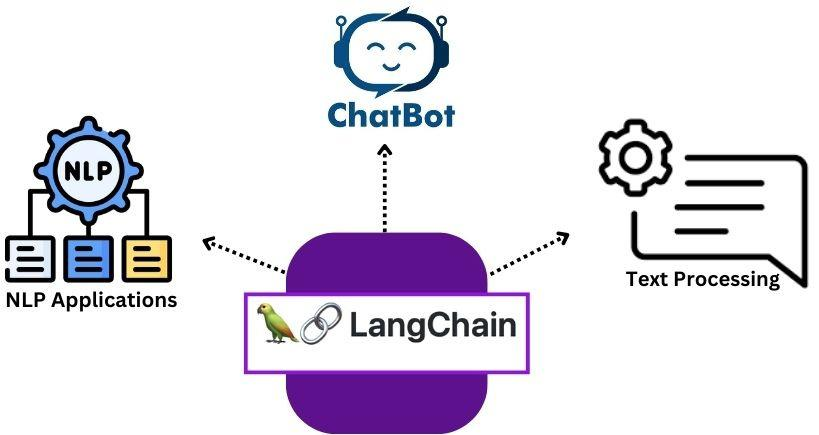 ChatBot
NLP
NLP Applications
Text Processing
LangChain